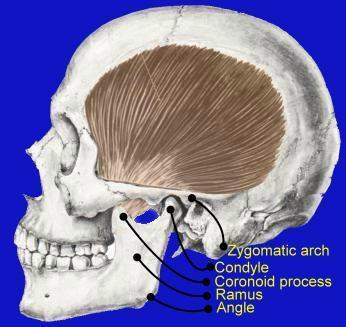 Zygomatic arch
Condyle
Coronoid process
Ramus
Angle